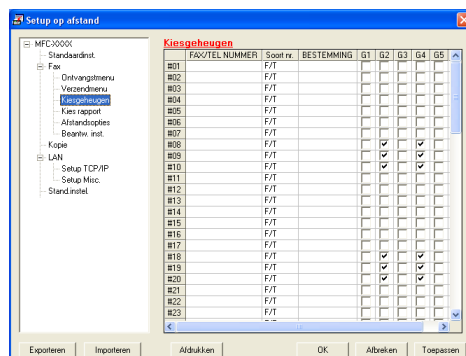 Setup op afstand
MFC-XXXX
Standaardinst.
Fax
Ontvangstmenu
Verzendmenu
Kiesgeheugen
Kies rapport
Afstandsopties
Beantw. inst.
Kopie
LAN
Setup TCP/IP
Setup Misc.
Stand.instel.
Kiesgeheugen
FAX/TEL NUMMER Soort nr. BESTEMMING G1 G2 G3 G4 G5
#01 F/T
#02 F/T
#03 F/T
#04 F/T
#05 F/T
#06 F/T
#07 F/T
#08 F/T
#09 F/T
#10 F/T
#11 F/T
#12 F/T
#13 F/T
#14 F/T
#15 F/T
#16 F/T
#17 F/T
#18 F/T
#19 F/T
#20 F/T
#21 F/T
#22 F/T
#23 F/T
Exporteren Importeren Afdrukken OK Afbreken Toepassen